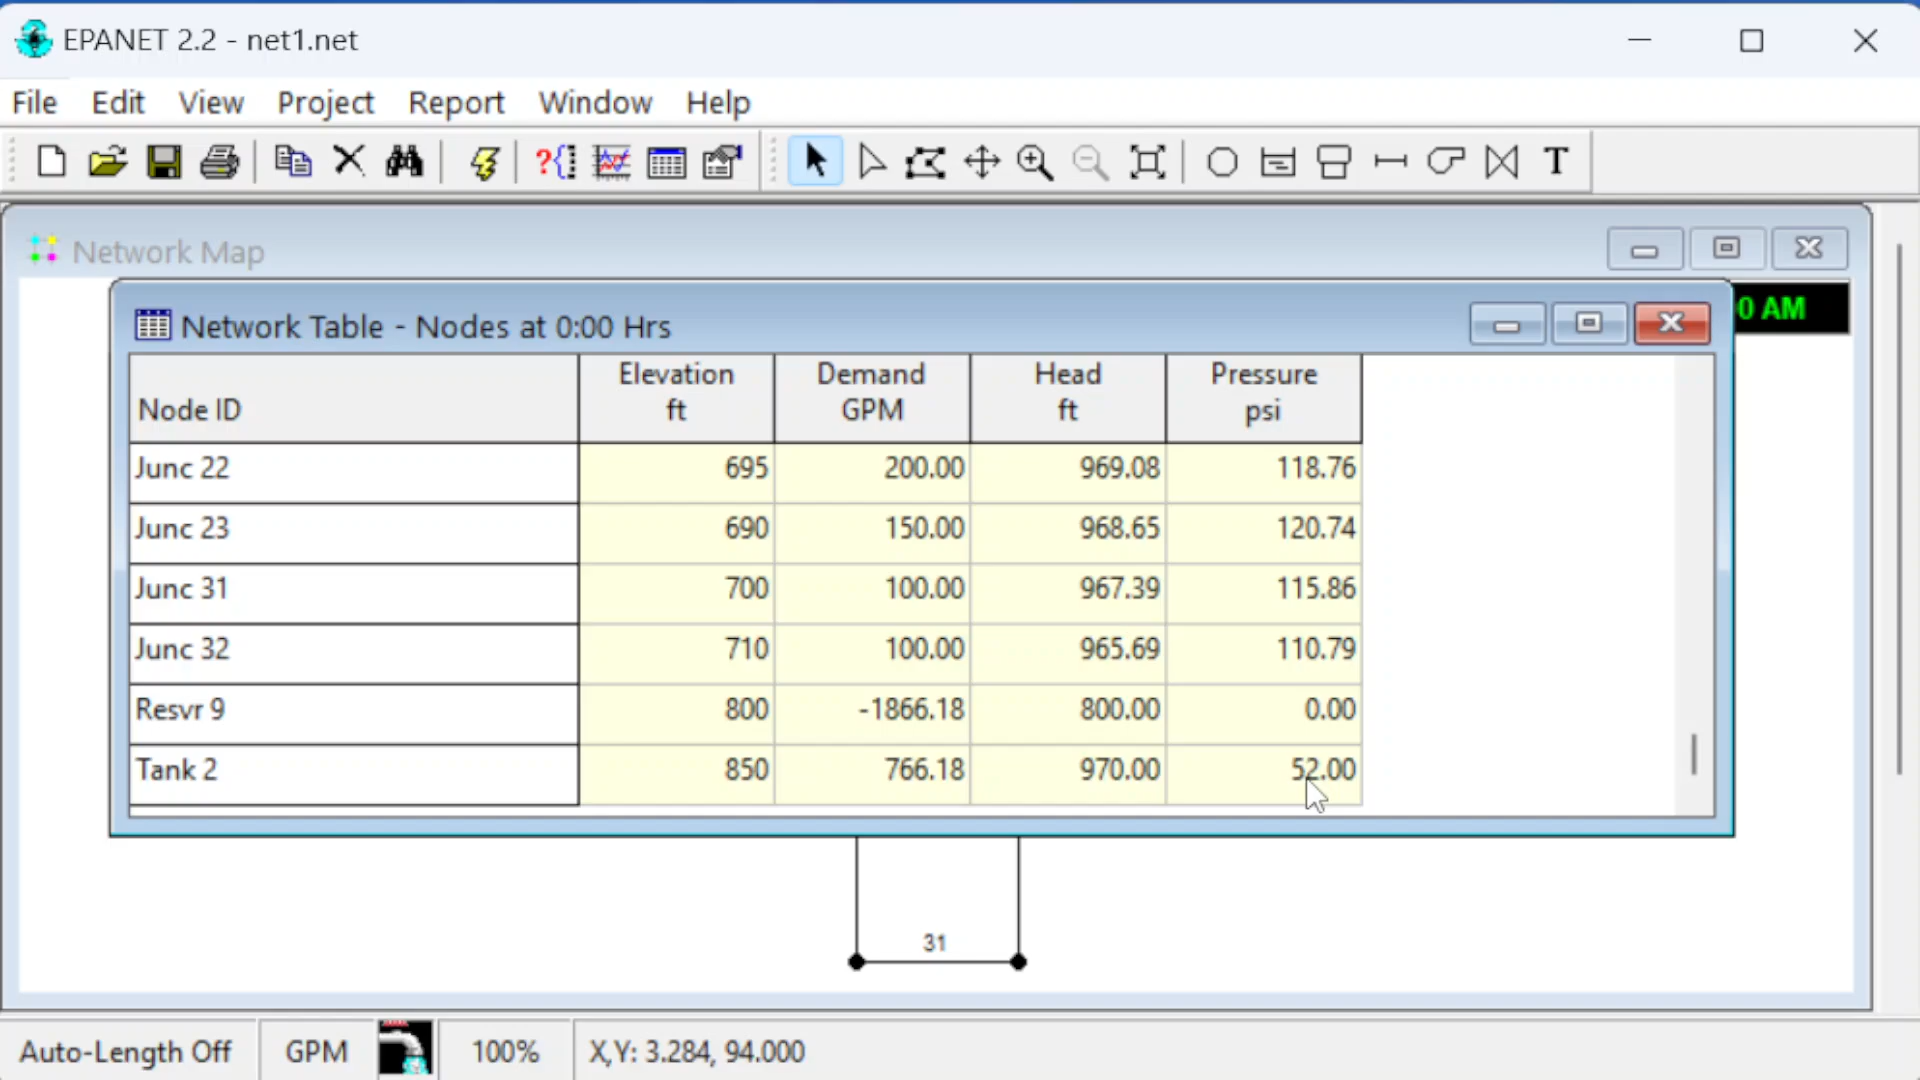 EPANET 2.2 - net1.net
File Edit View Project Report Window Help
?{
T
Network Map
0 AM
Network Table - Nodes at 0:00 Hrs
Node ID Elevation ft Demand GPM Head ft Pressure psi
Junc 22 695 200.00 969.08 118.76
Junc 23 690 150.00 968.65 120.74
Junc 31 700 100.00 967.39 115.86
Junc 32 710 100.00 965.69 110.79
Resvr 9 800 -1866.18 800.00 0.00
Tank 2 850 766.18 970.00 52.00
31
Auto-Length Off GPM 100% X,Y: 3.284, 94.000